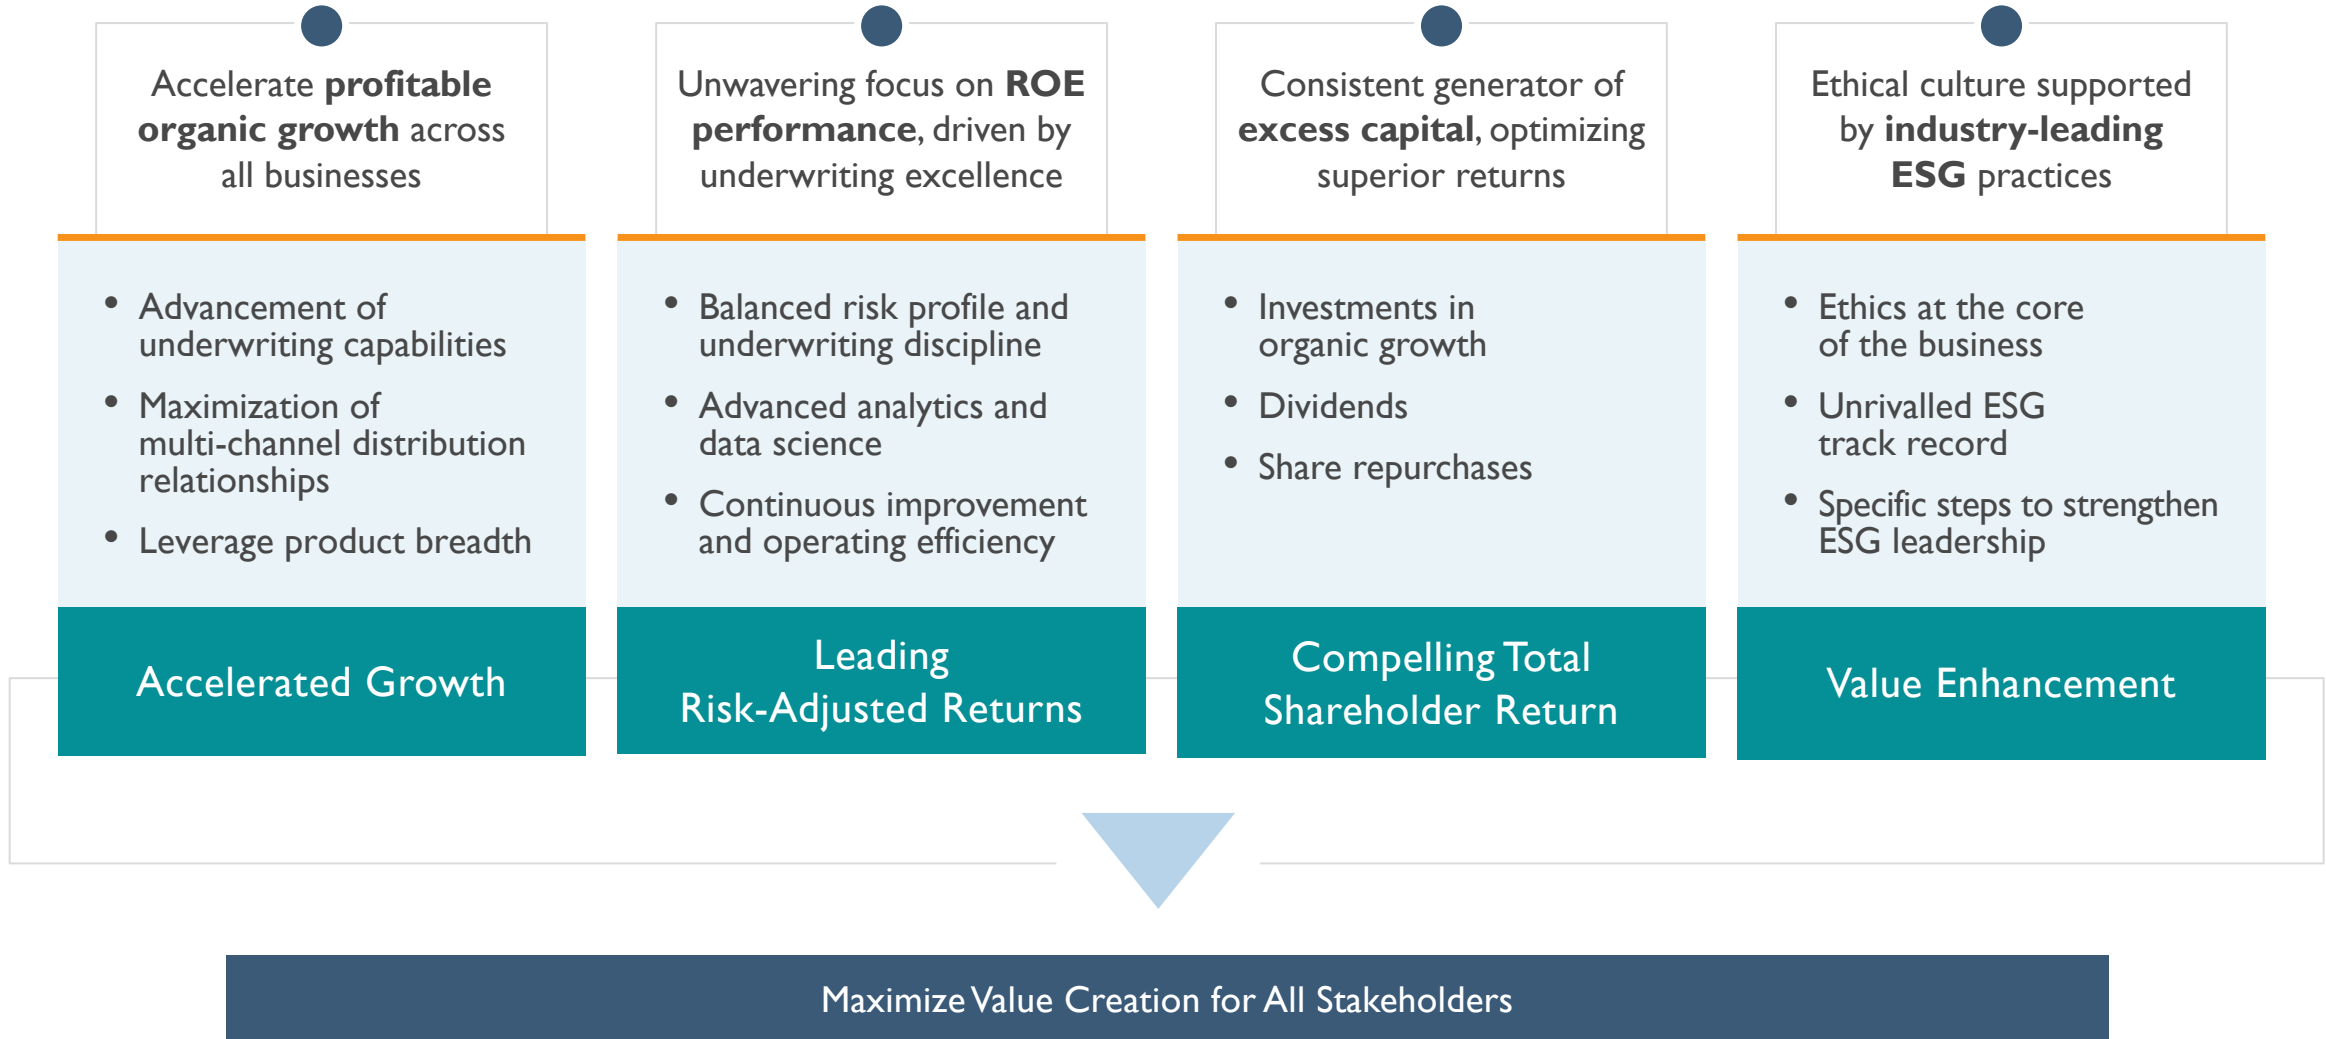 Accelerate profitable
organic growth across
all businesses
• Advancement of
underwriting capabilities
• Maximization of
multi-channel distribution
relationships
• Leverage product breadth
Accelerated Growth
Unwavering focus on ROE
performance, driven by
underwriting excellence
• Balanced risk profile and
underwriting discipline
• Advanced analytics and
data science
• Continuous improvement
and operating efficiency
Leading
Risk-Adjusted Returns
Consistent generator of
excess capital, optimizing
superior returns
• Investments in
organic growth
• Dividends
• Share repurchases
Compelling Total
Shareholder Return
Ethical culture supported
by industry-leading
ESG practices
• Ethics at the core
of the business
• Unrivalled ESG
track record
• Specific steps to strengthen
ESG leadership
Value Enhancement
Maximize Value Creation for All Stakeholders